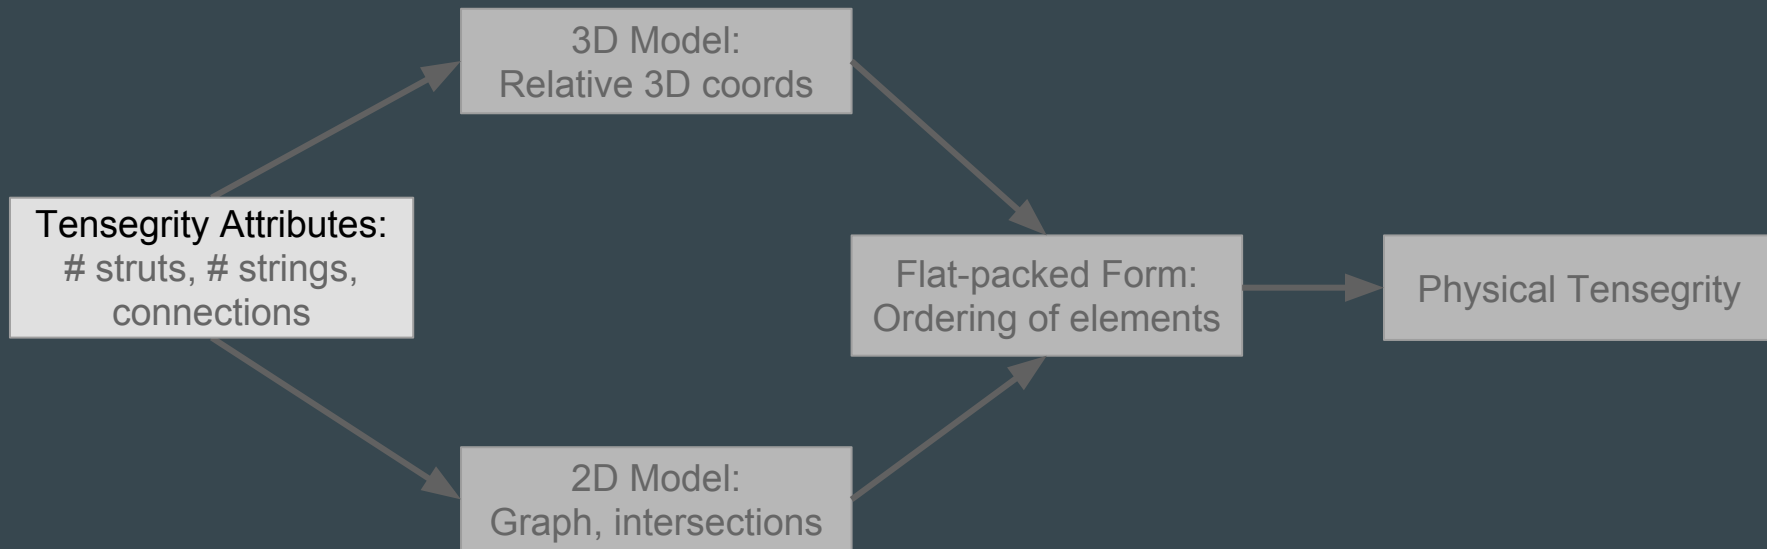 3D Model:
Relative 3D coords
Tensegrity Attributes:
# struts, # strings,
connections
Flat-packed Form:
Ordering of elements
Physical Tensegrity
2D Model:
Graph, intersections